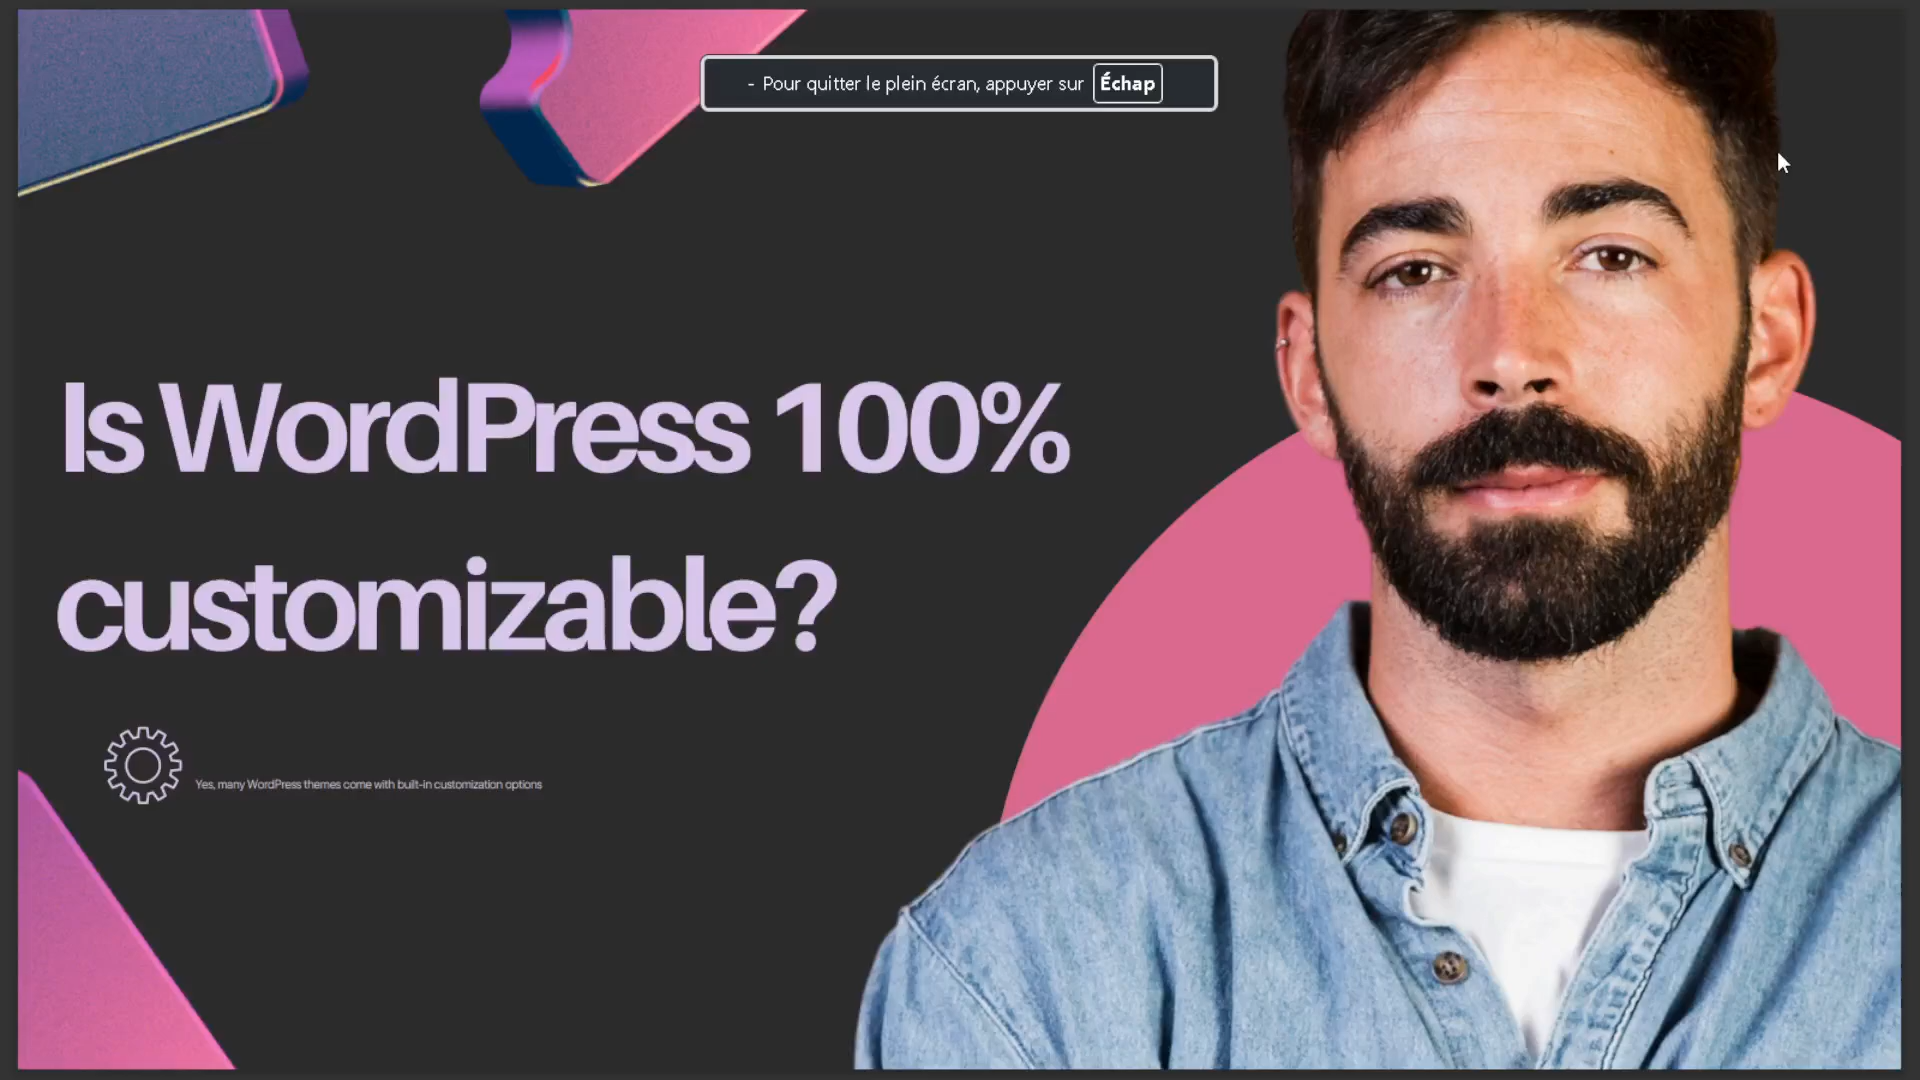 - Pour quitter le plein écran, appuyer sur Échap
Is WordPress 100%
customizable?
Yes, many WordPress themes come with built-in customization options